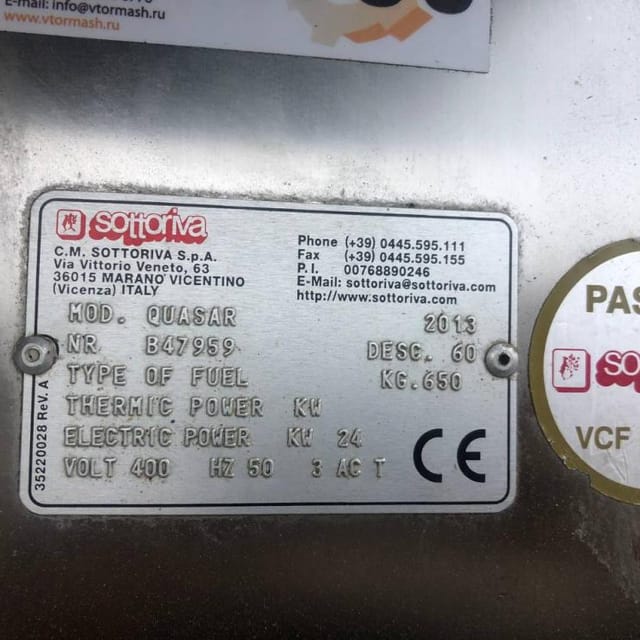 E-mail: info@vtormash.ru
www.vtormash.ru
sottoriva
C.M. SOTTORIVA S.p.A.
Via Vittorio Veneto, 63
36015 MARANO VICENTINO
(Vicenza) ITALY
Phone (+39) 0445.595.111
Fax (+39) 0445.595.155
P.I. 00768890246
E-Mail: sottoriva@sottoriva.com
http://www.sottoriva.com
MOD. QUASAR 2013
NR B47959 DESC. 60
TYPE OF FUEL KG.650
THERMIC POWER KW
ELECTRIC POWER KW 24
VOLT 400 HZ 50 3 AC T
CE
35220028 Rev. A
PAS
so
VCF